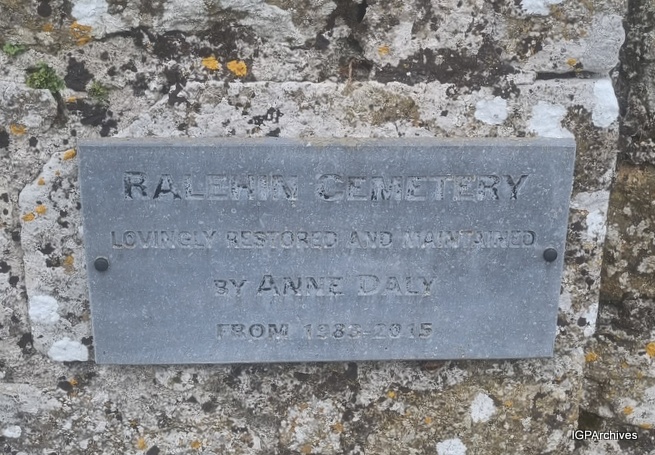 RALEHIN CEMETERY
LOVINGLY RESTORED AND MAINTAINED
BY ANNE DALY
FROM 1983-2015
IGPArchives